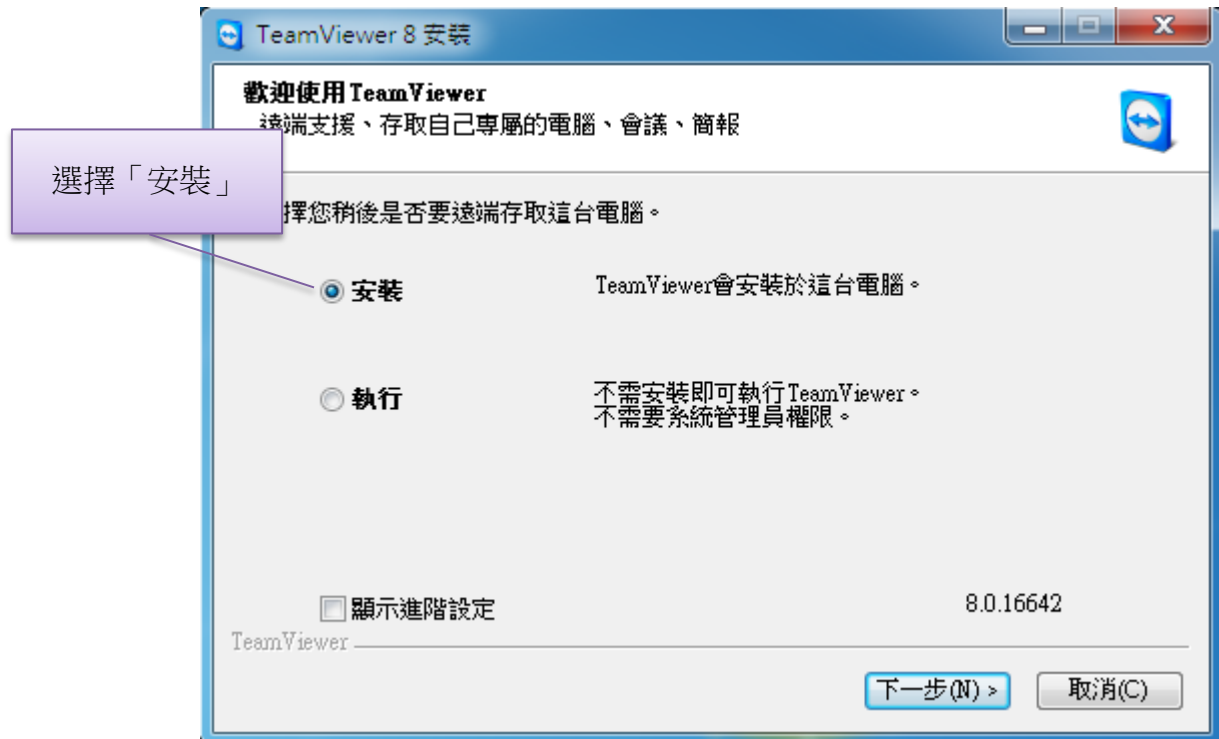 TeamViewer 8 安裝
歡迎使用TeamViewer
遠端支援、存取自己專屬的電腦、會議、簡報
選擇「安裝」
擇您稍後是否要遠端存取這台電腦。
安裝
TeamViewer會安裝於這台電腦。
執行
不需安裝即可執行TeamViewer。
不需要系統管理員權限。
顯示進階設定
8.0.16642
TeamViewer
下一步(N) >
取消(C)